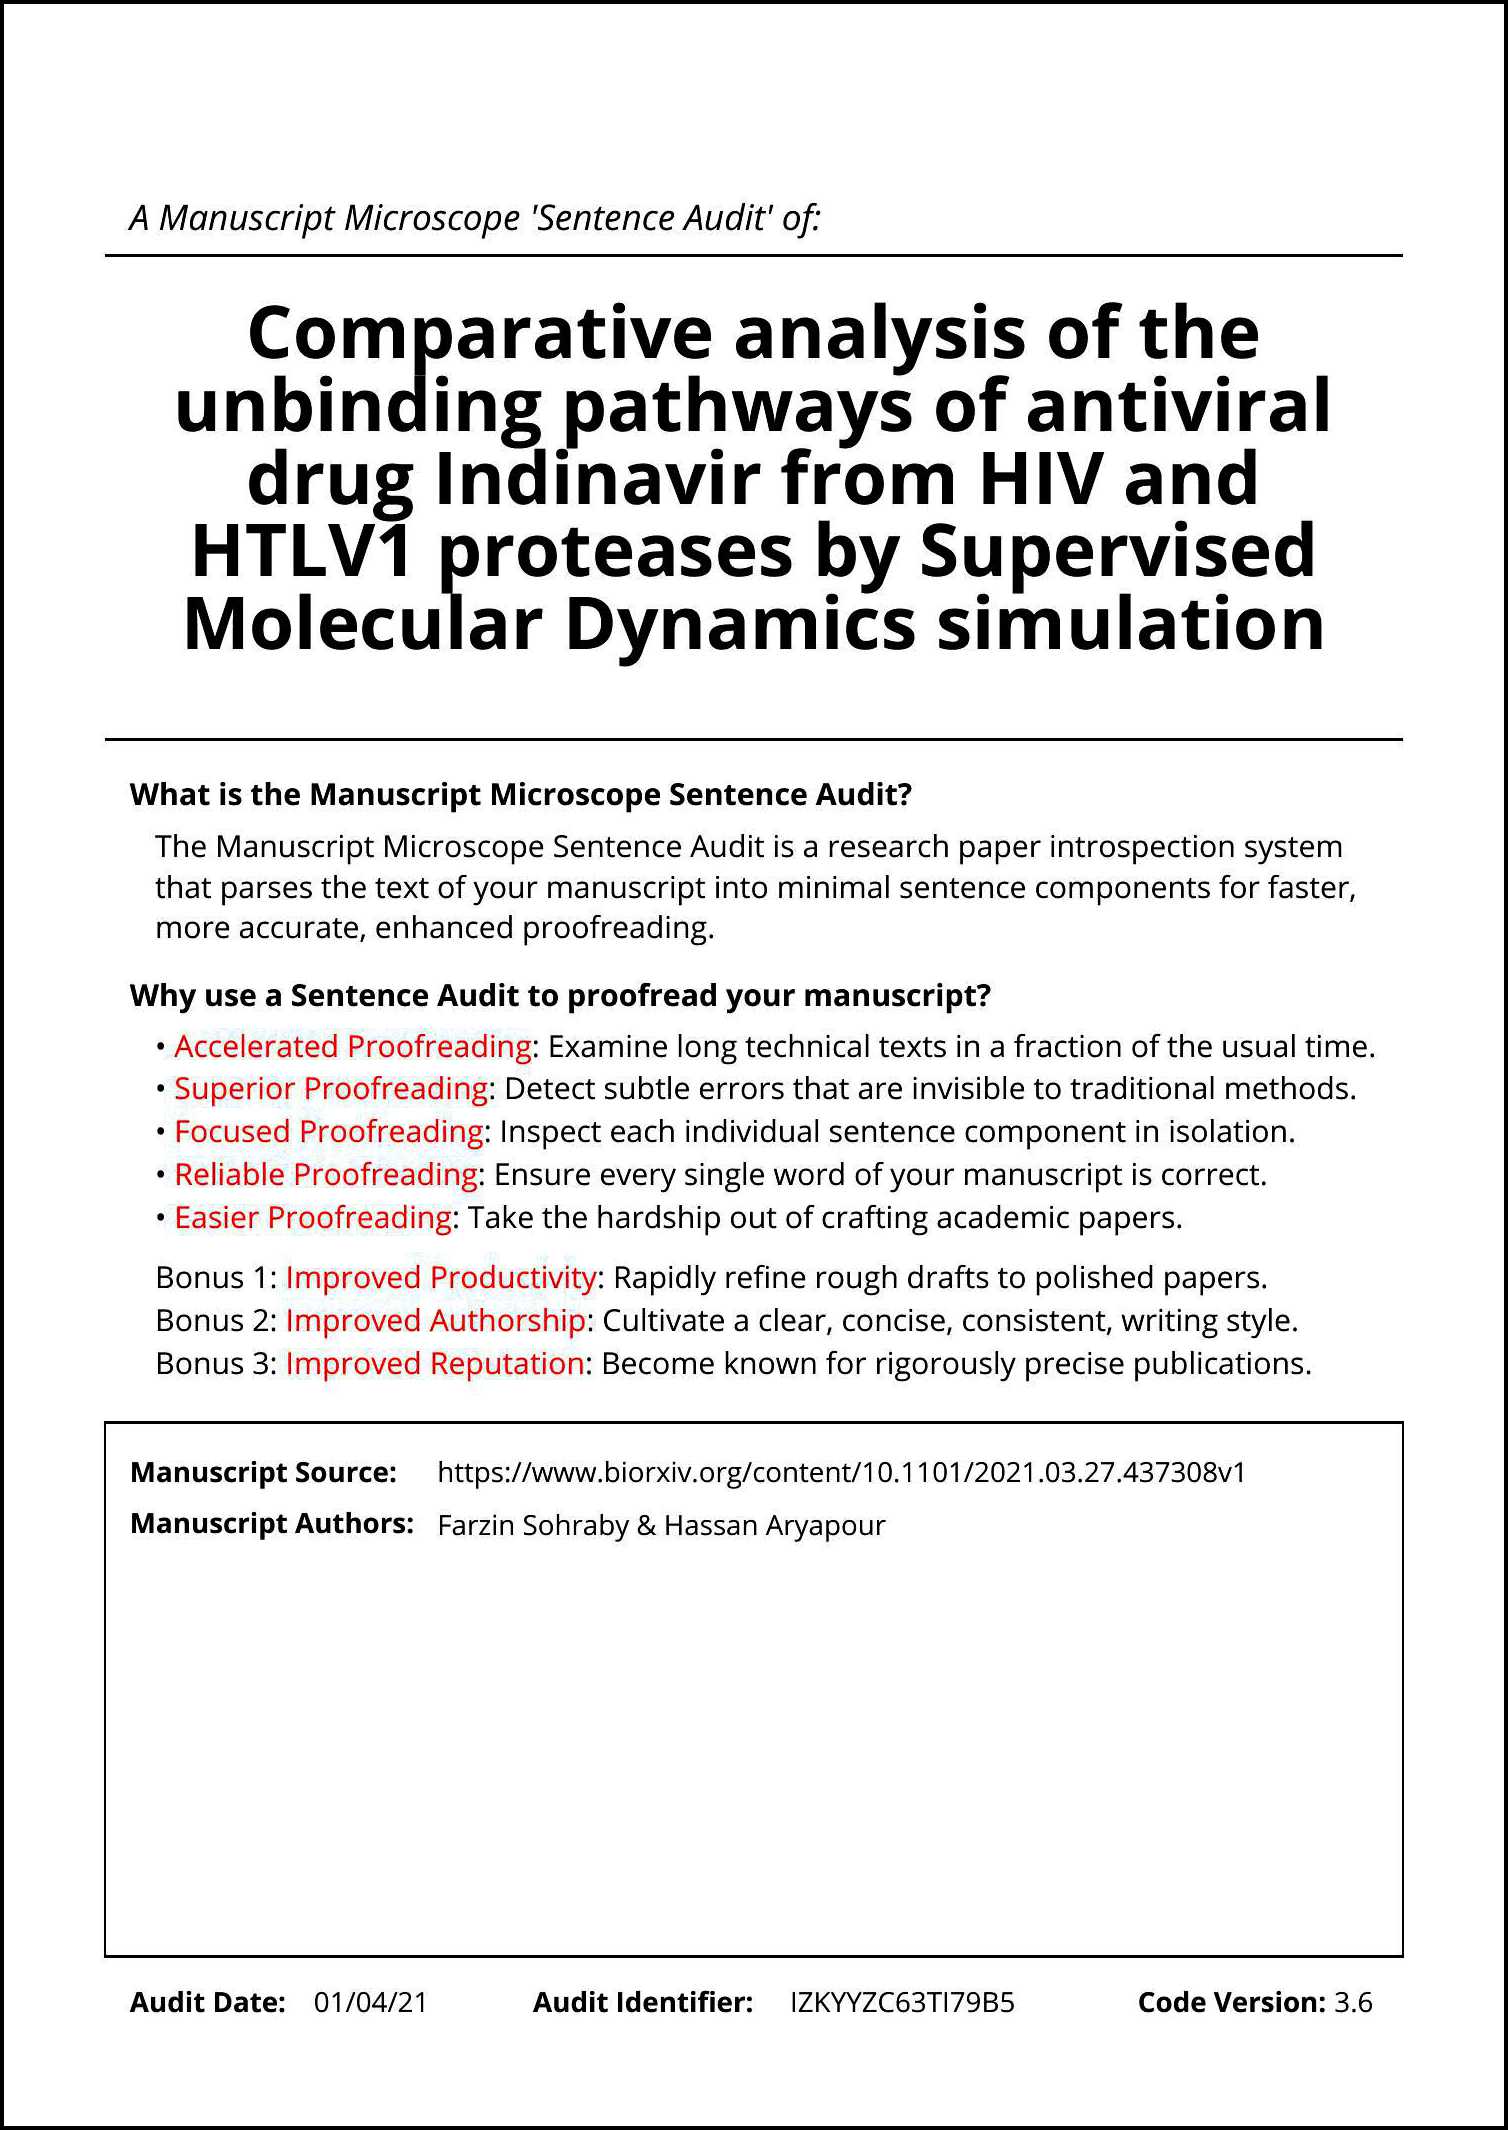 A Manuscript Microscope 'Sentence Audit' of:
Comparative analysis of the
unbinding pathways of antiviral
drug Indinavir from HIV and
HTLV1 proteases by Supervised
Molecular Dynamics simulation
What is the Manuscript Microscope Sentence Audit?
The Manuscript Microscope Sentence Audit is a research paper introspection system
that parses the text of your manuscript into minimal sentence components for faster,
more accurate, enhanced proofreading.
Why use a Sentence Audit to proofread your manuscript?
• Accelerated Proofreading: Examine long technical texts in a fraction of the usual time.
• Superior Proofreading: Detect subtle errors that are invisible to traditional methods.
• Focused Proofreading: Inspect each individual sentence component in isolation.
• Reliable Proofreading: Ensure every single word of your manuscript is correct.
• Easier Proofreading: Take the hardship out of crafting academic papers.
Bonus 1: Improved Productivity: Rapidly refine rough drafts to polished papers.
Bonus 2: Improved Authorship: Cultivate a clear, concise, consistent, writing style.
Bonus 3: Improved Reputation: Become known for rigorously precise publications.
Manuscript Source: https://www.biorxiv.org/content/10.1101/2021.03.27.437308v1
Manuscript Authors: Farzin Sohraby & Hassan Aryapour
Audit Date: 01/04/21 Audit Identifier: IZKYYZC63TI79B5 Code Version: 3.6